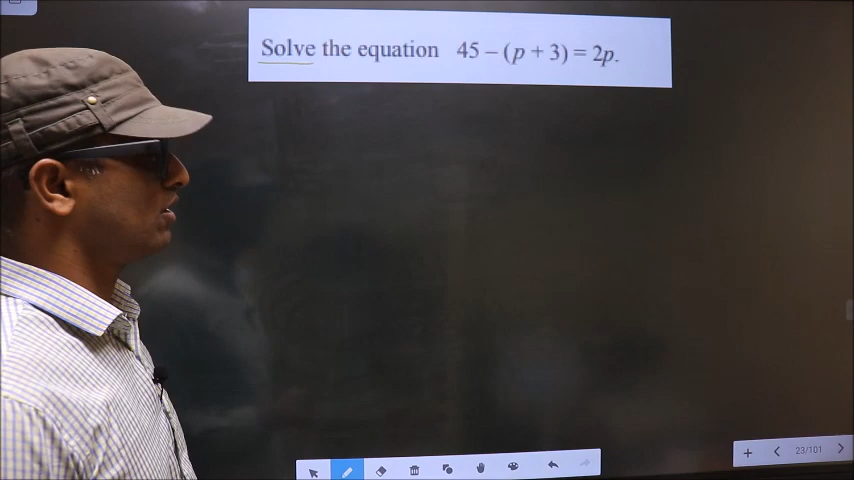 Solve the equation 45 – (p + 3) = 2p.
23/101